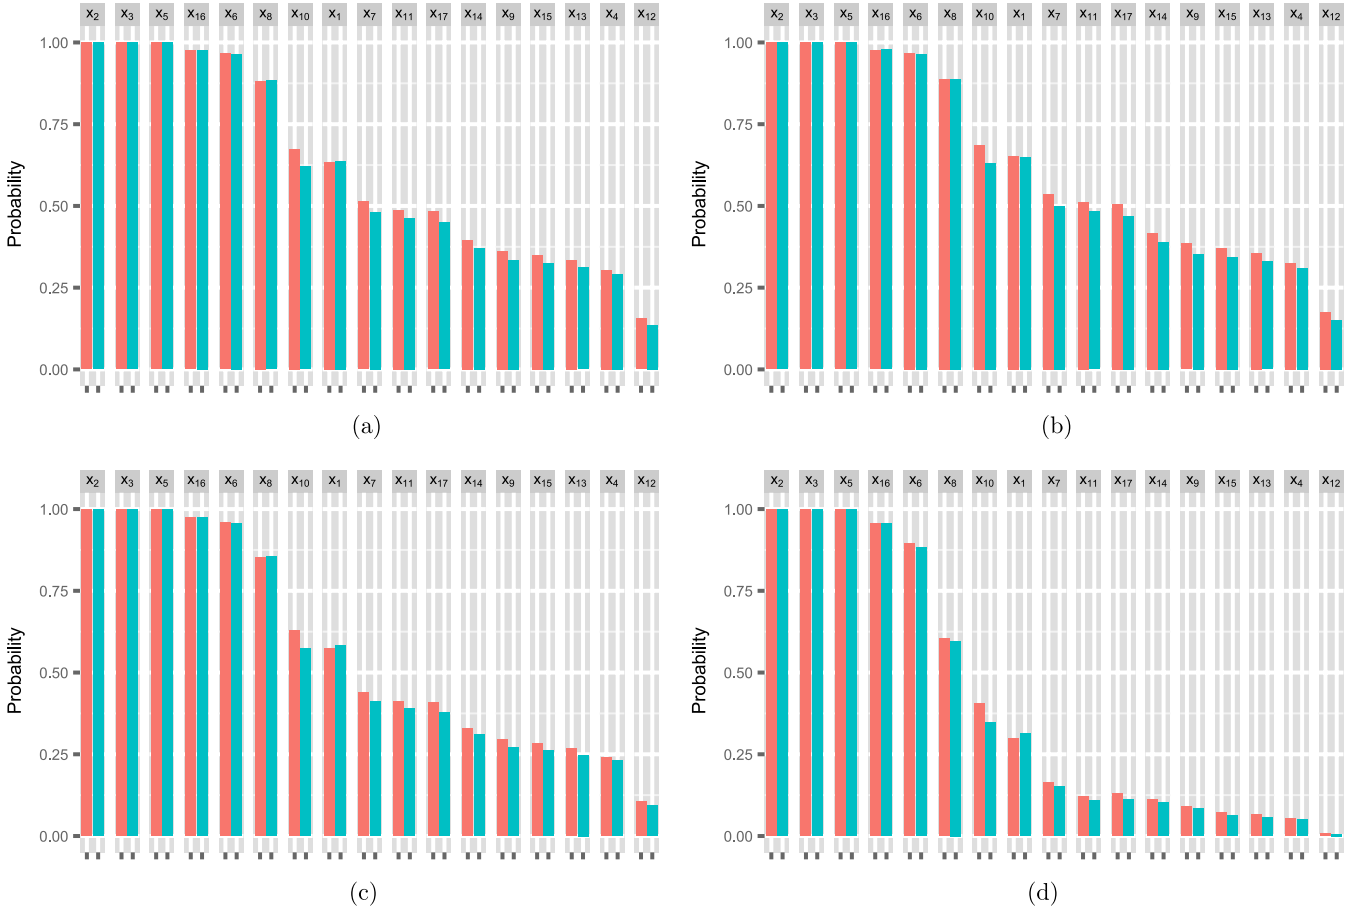 x₂ x₃ x₅ x₁₆ x₆ x₈ x₁₀ x₁ x₇ x₁₁ x₁₇ x₁₄ x₉ x₁₅ x₁₃ x₄ x₁₂
1.00
0.75
0.50
0.25
0.00
Probability
(a)
x₂ x₃ x₅ x₁₆ x₆ x₈ x₁₀ x₁ x₇ x₁₁ x₁₇ x₁₄ x₉ x₁₅ x₁₃ x₄ x₁₂
1.00
0.75
0.50
0.25
0.00
Probability
(b)
x₂ x₃ x₅ x₁₆ x₆ x₈ x₁₀ x₁ x₇ x₁₁ x₁₇ x₁₄ x₉ x₁₅ x₁₃ x₄ x₁₂
1.00
0.75
0.50
0.25
0.00
Probability
(c)
x₂ x₃ x₅ x₁₆ x₆ x₈ x₁₀ x₁ x₇ x₁₁ x₁₇ x₁₄ x₉ x₁₅ x₁₃ x₄ x₁₂
1.00
0.75
0.50
0.25
0.00
Probability
(d)